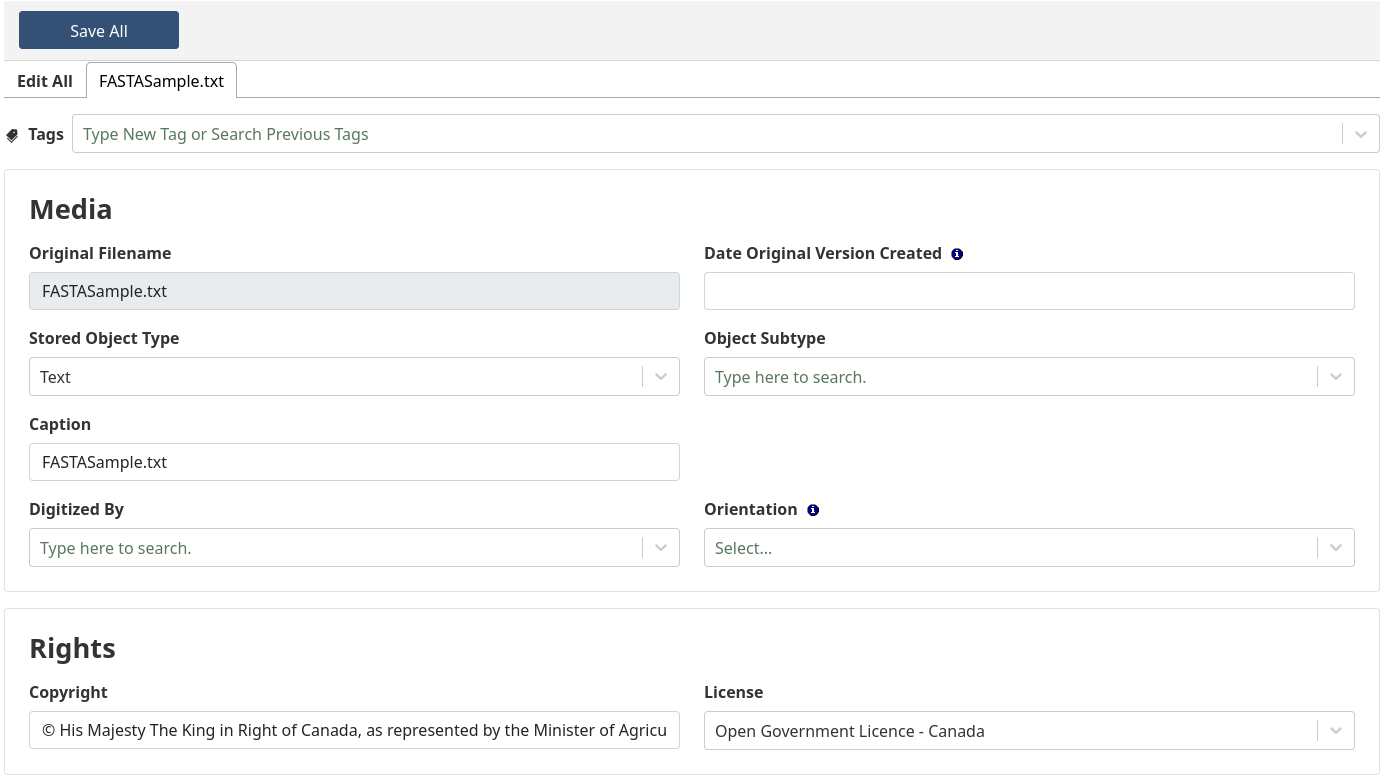 Save All
Edit All FASTASample.txt
Tags Type New Tag or Search Previous Tags
Media
Original Filename Date Original Version Created
FASTASample.txt
Stored Object Type Object Subtype
Text Type here to search.
Caption
FASTASample.txt
Digitized By Orientation
Type here to search. Select...
Rights
Copyright License
© His Majesty The King in Right of Canada, as represented by the Minister of Agricu Open Government Licence - Canada